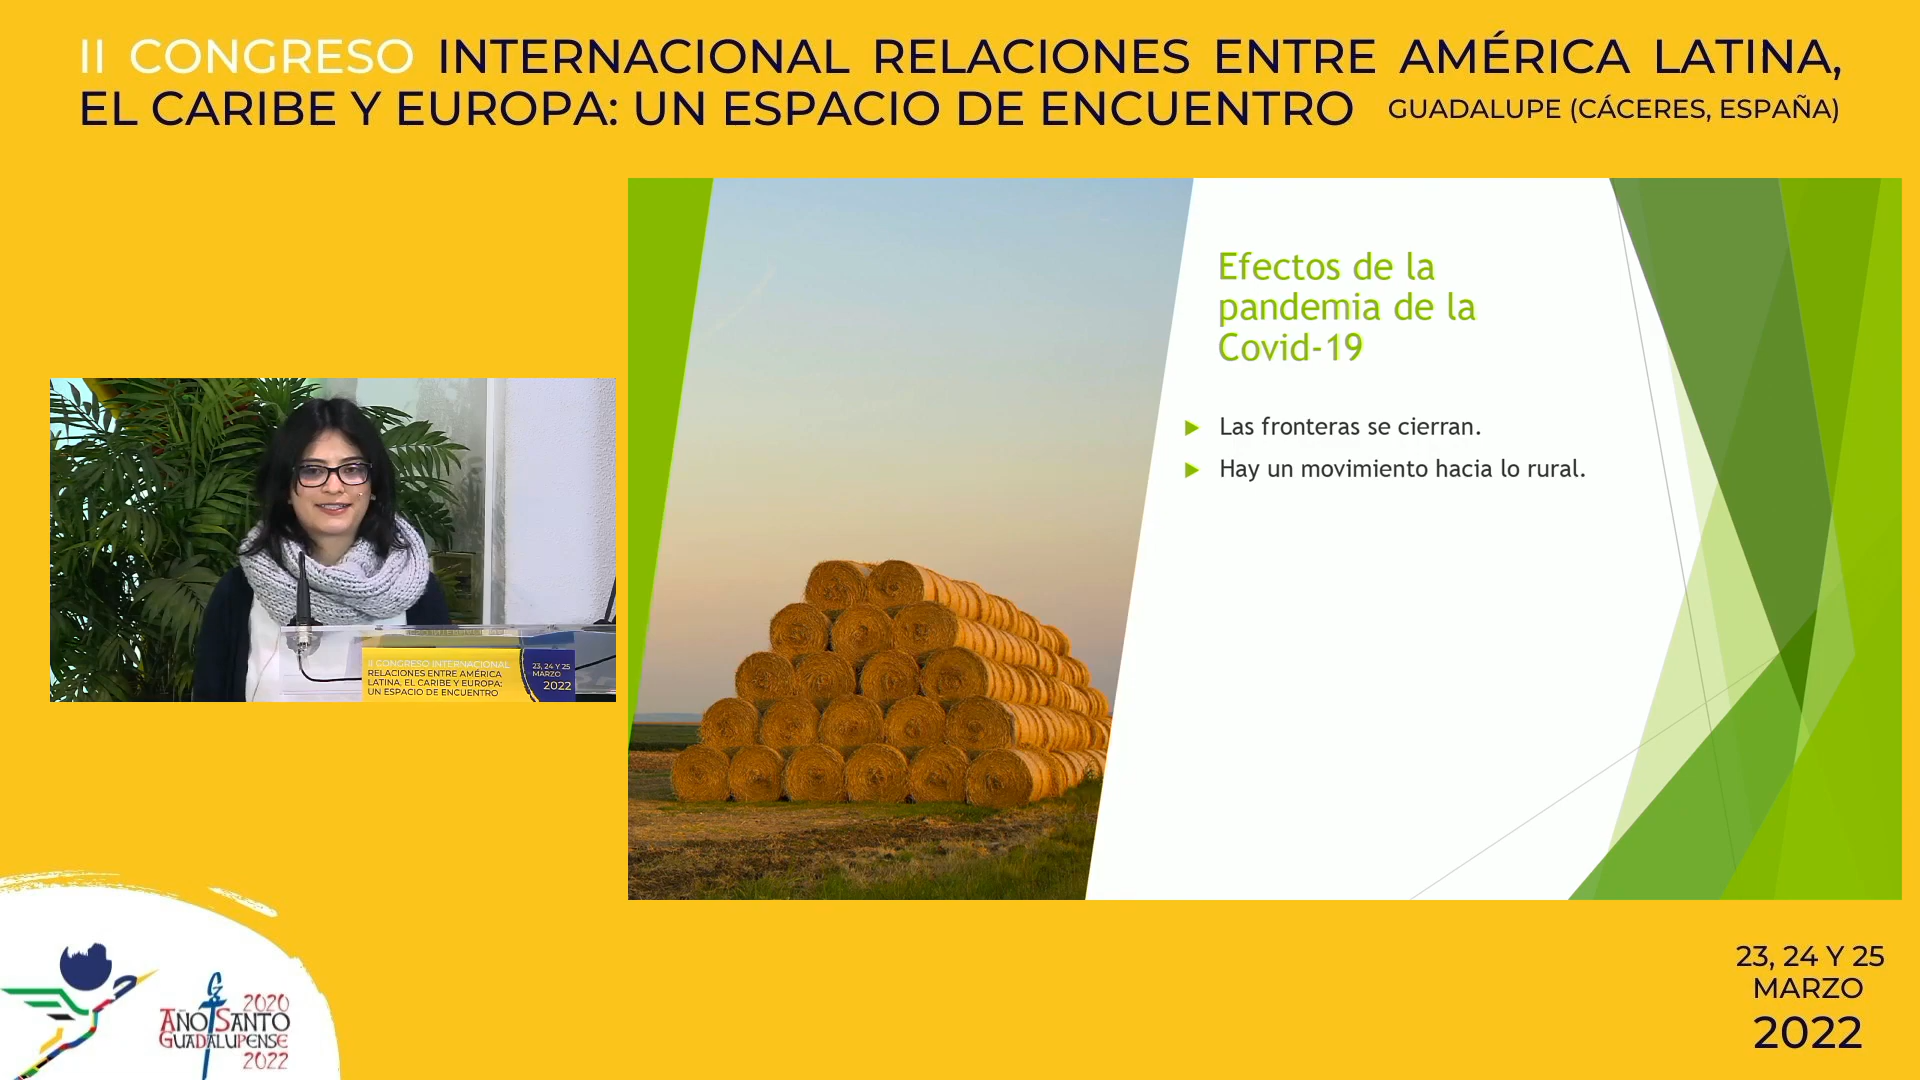 II CONGRESO INTERNACIONAL RELACIONES ENTRE AMÉRICA LATINA,
EL CARIBE Y EUROPA: UN ESPACIO DE ENCUENTRO GUADALUPE (CÁCERES, ESPAÑA)
Efectos de la
pandemia de la
Covid-19
Las fronteras se cierran.
Hay un movimiento hacia lo rural.
II CONGRESO INTERNACIONAL
RELACIONES ENTRE AMÉRICA
LATINA, EL CARIBE Y EUROPA:
UN ESPACIO DE ENCUENTRO
23, 24 Y 25
MARZO
2022
2020
AÑO SANTO
GUADALUPENSE
2022
23, 24 Y 25
MARZO
2022